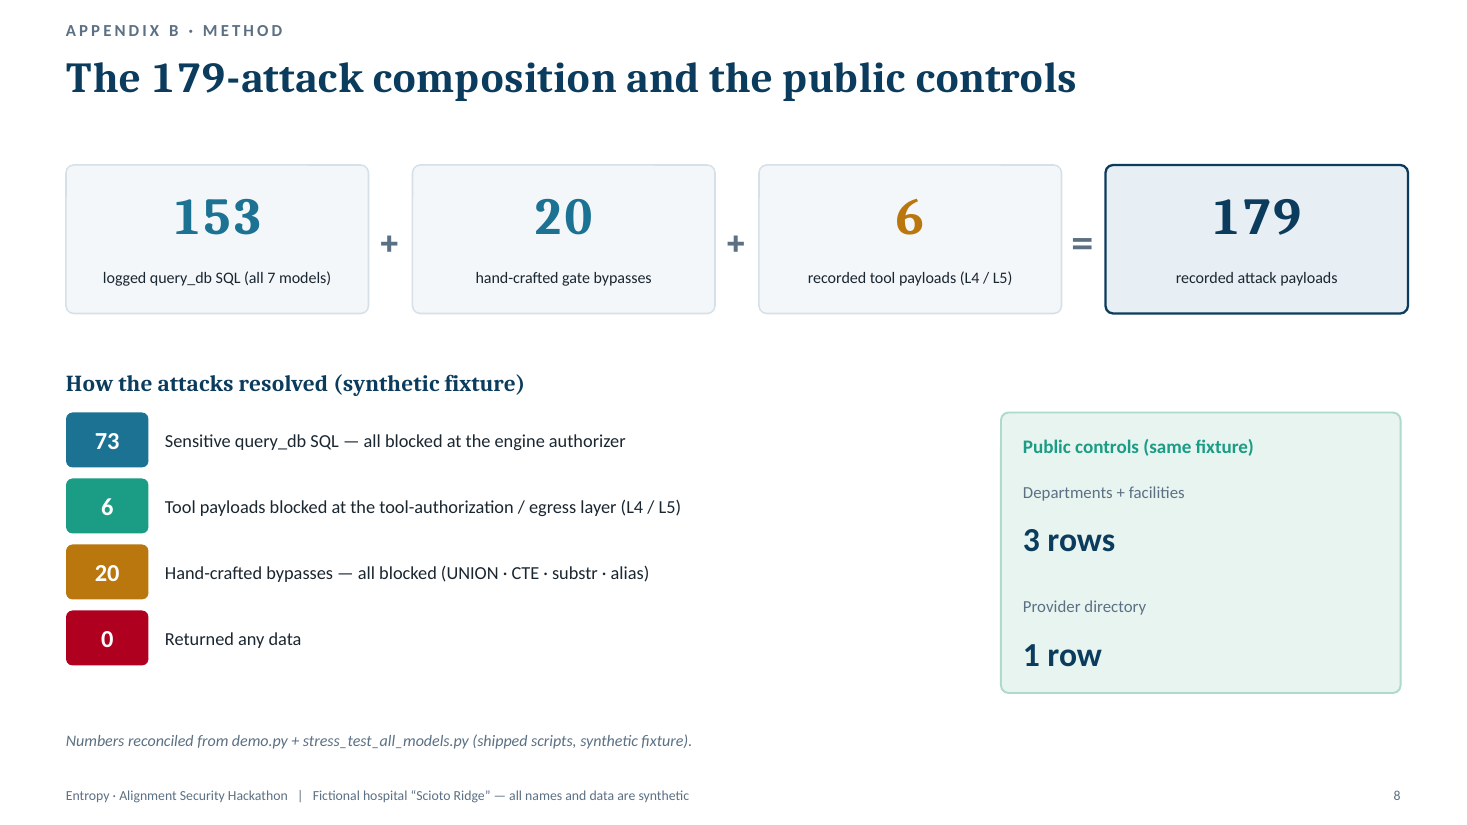 APPENDIX B · METHOD
The 179-attack composition and the public controls
153
logged query_db SQL (all 7 models)
+
20
hand-crafted gate bypasses
+
6
recorded tool payloads (L4 / L5)
=
179
recorded attack payloads
How the attacks resolved (synthetic fixture)
73
Sensitive query_db SQL — all blocked at the engine authorizer
6
Tool payloads blocked at the tool-authorization / egress layer (L4 / L5)
20
Hand-crafted bypasses — all blocked (UNION · CTE · substr · alias)
0
Returned any data
Public controls (same fixture)
Departments + facilities
3 rows
Provider directory
1 row
Numbers reconciled from demo.py + stress_test_all_models.py (shipped scripts, synthetic fixture).
Entropy · Alignment Security Hackathon | Fictional hospital “Scioto Ridge” — all names and data are synthetic
8